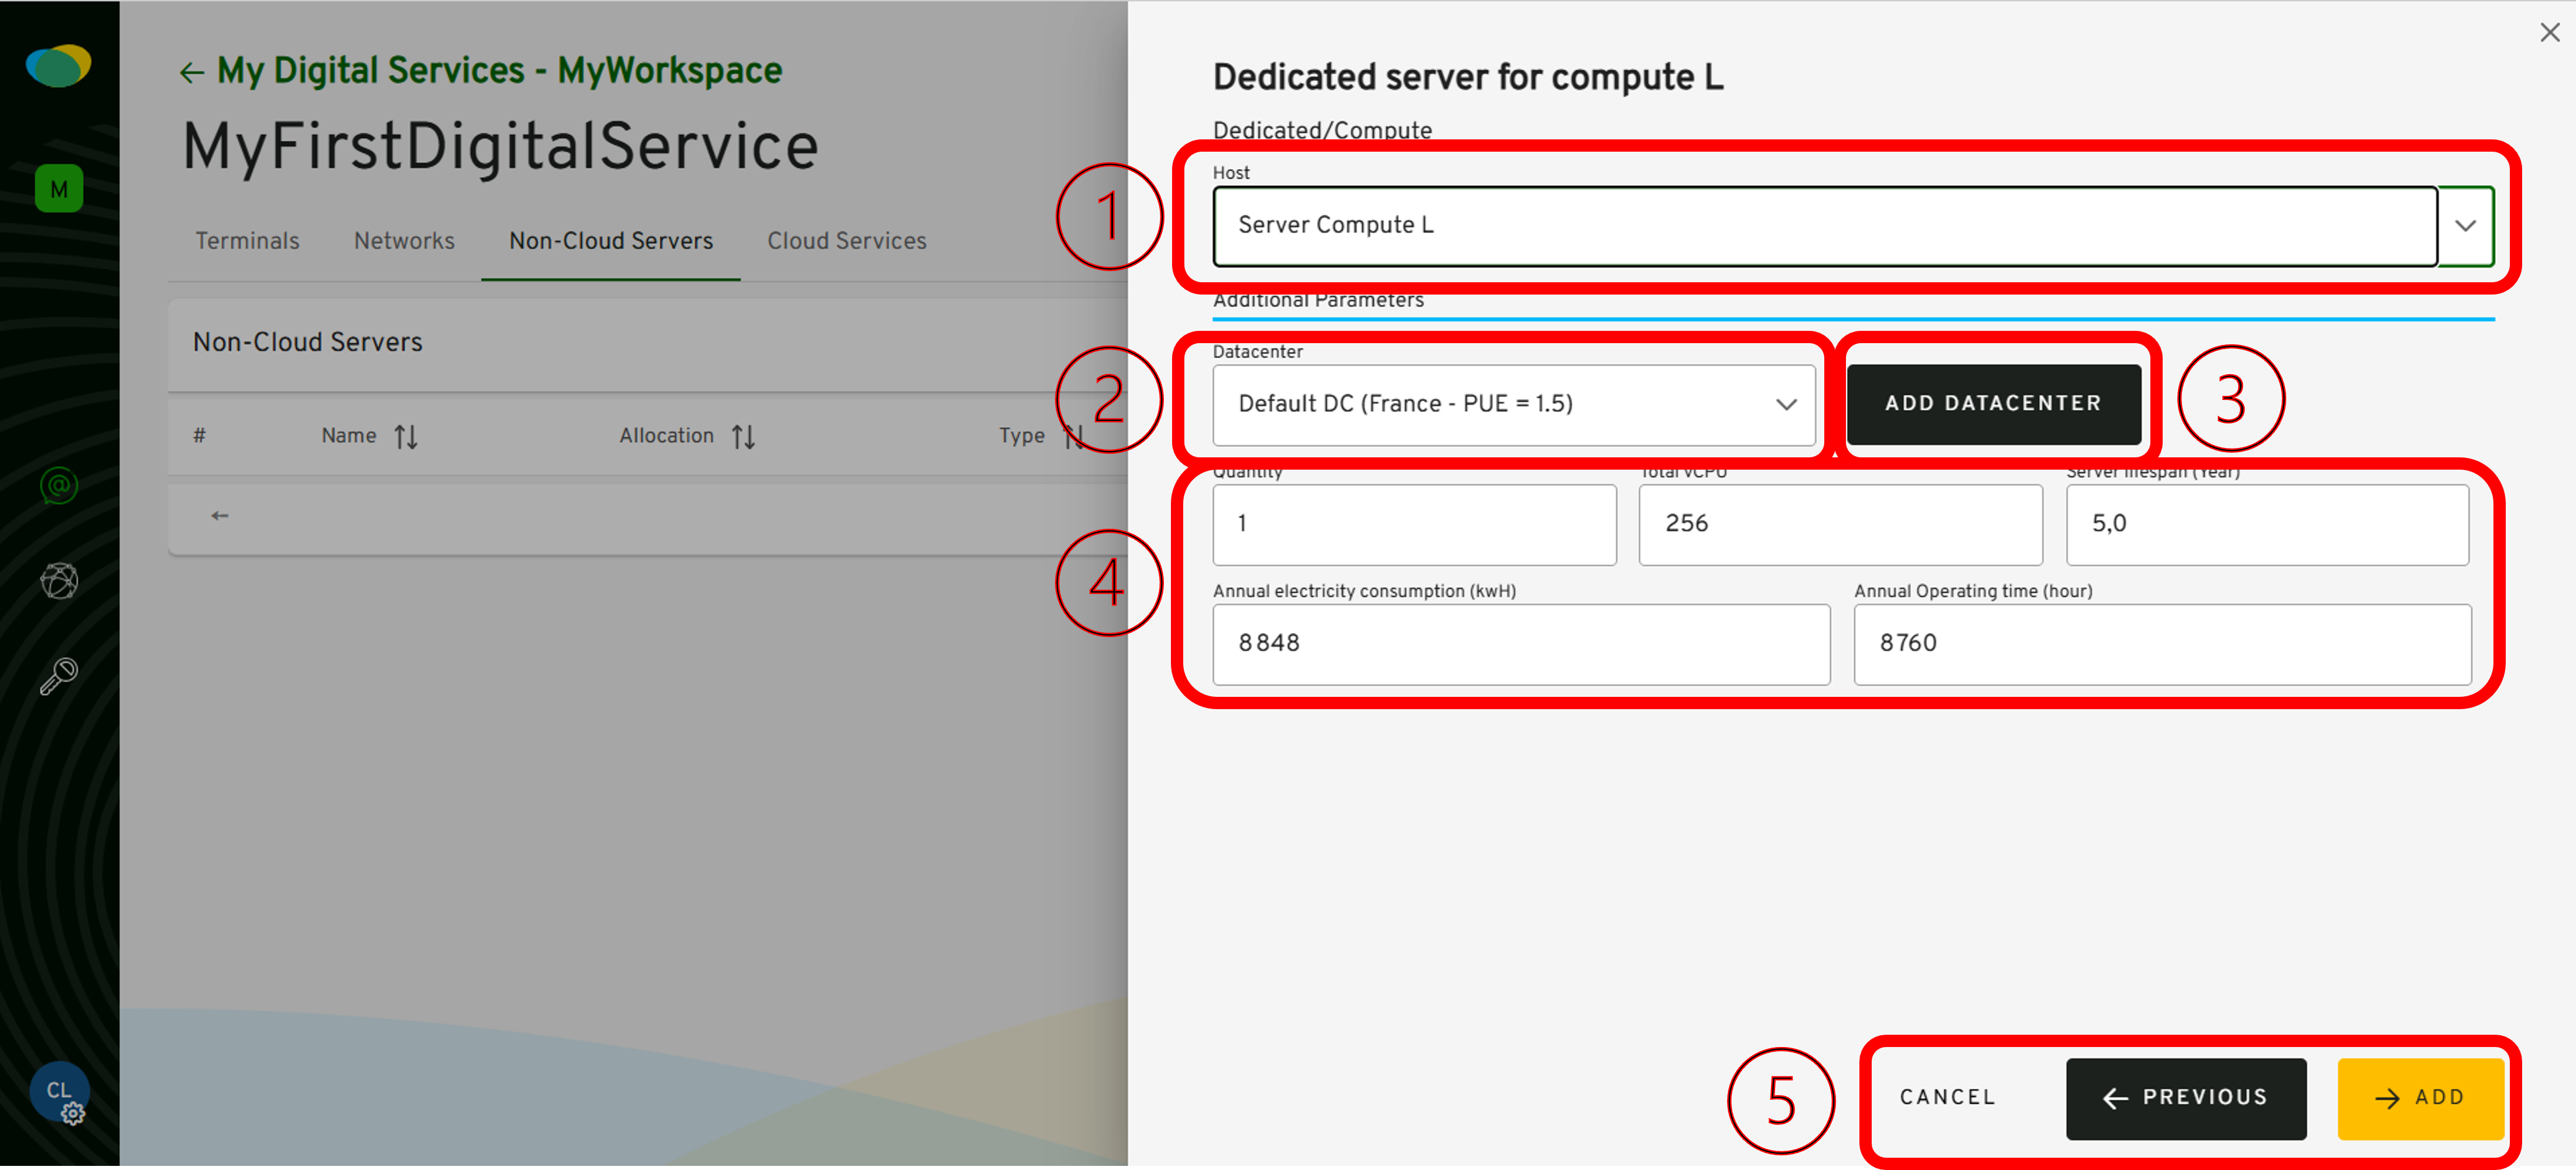 ← My Digital Services - MyWorkspace
MyFirstDigitalService
M
Terminals Networks Non-Cloud Servers Cloud Services
Non-Cloud Servers
# Name Allocation Type
CL
Dedicated server for compute L
Dedicated/Compute
1
Host
Server Compute L
Additional Parameters
2
Datacenter
Default DC (France - PUE = 1.5)
ADD DATACENTER
3
4
Quantity Total vCPU Server lifespan (Year)
1 256 5,0
Annual electricity consumption (kwH) Annual Operating time (hour)
8 848 8 760
5
CANCEL ← PREVIOUS → ADD